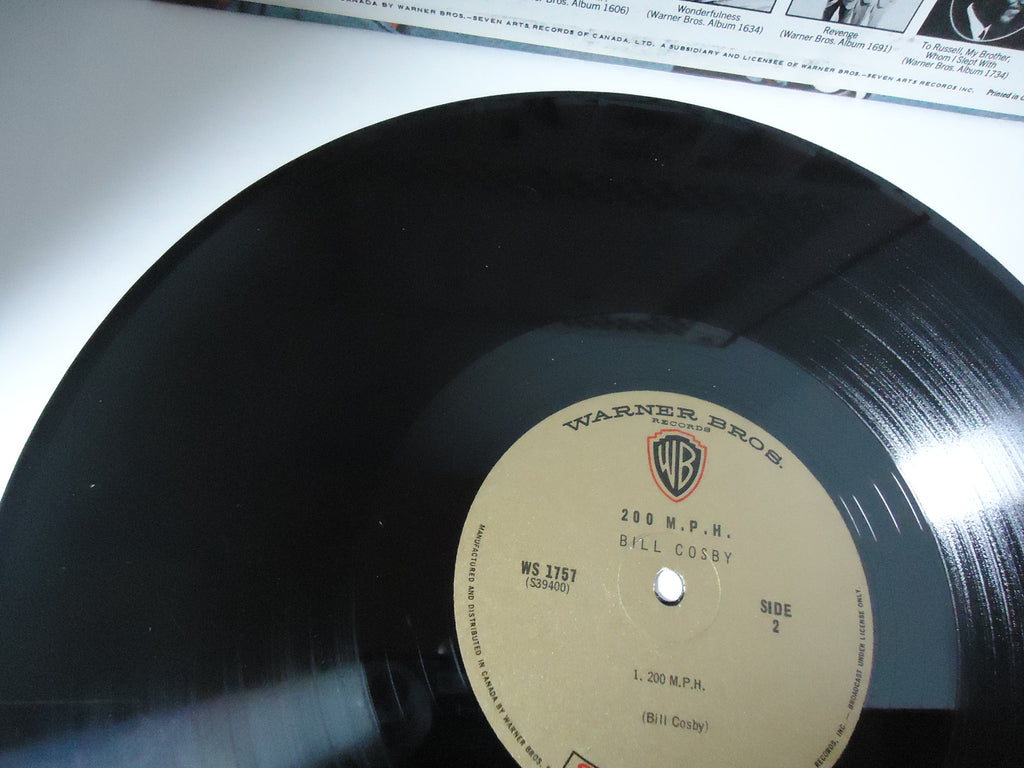 Bros. Album 1606)
Wonderfulness
(Warner Bros. Album 1634)
Revenge
(Warner Bros. Album 1691)
To Russell, My Brother,
Whom I Slept With
(Warner Bros. Album 1734)
CANADA BY WARNER BROS.–SEVEN ARTS RECORDS OF CANADA, LTD. A SUBSIDIARY AND LICENSEE OF WARNER BROS.–SEVEN ARTS RECORDS INC.
Printed in
WARNER BROS.
RECORDS
WB
200 M.P.H.
BILL COSBY
WS 1757
(S39400)
SIDE
2
1. 200 M.P.H.
(Bill Cosby)
MANUFACTURED AND DISTRIBUTED IN CANADA BY WARNER BROS.
RECORDS, INC. — BROADCAST UNDER LICENSE ONLY.